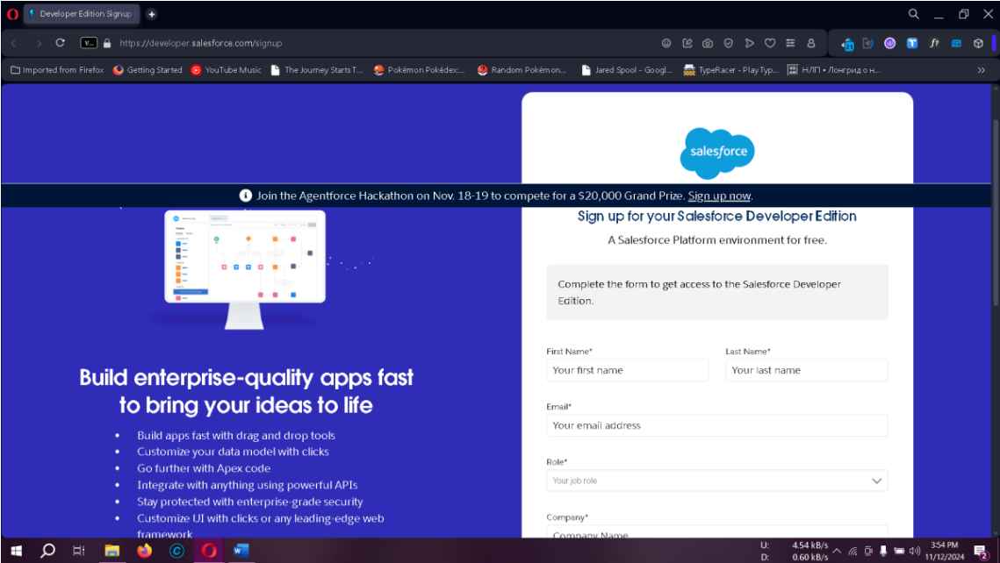 Developer Edition Signup
V...
https://developer.salesforce.com/signup
Imported from Firefox
Getting Started
YouTube Music
The Journey Starts T...
Pokémon Pokédex:...
Random Pokémon...
Jared Spool - Googl...
TypeRacer - Play Typ...
НЛП • Лонгрид о н...
salesforce
Join the Agentforce Hackathon on Nov. 18-19 to compete for a $20,000 Grand Prize. Sign up now.
Sign up for your Salesforce Developer Edition
A Salesforce Platform environment for free.
Complete the form to get access to the Salesforce Developer
Edition.
First Name*
Last Name*
Your first name
Your last name
Email*
Your email address
Role*
Your job role
Company*
Company Name
Build enterprise-quality apps fast
to bring your ideas to life
• Build apps fast with drag and drop tools
• Customize your data model with clicks
• Go further with Apex code
• Integrate with anything using powerful APIs
• Stay protected with enterprise-grade security
• Customize UI with clicks or any leading-edge web
framework
U: 4.54 kB/s
D: 0.60 kB/s
3:54 PM
11/12/2024
2